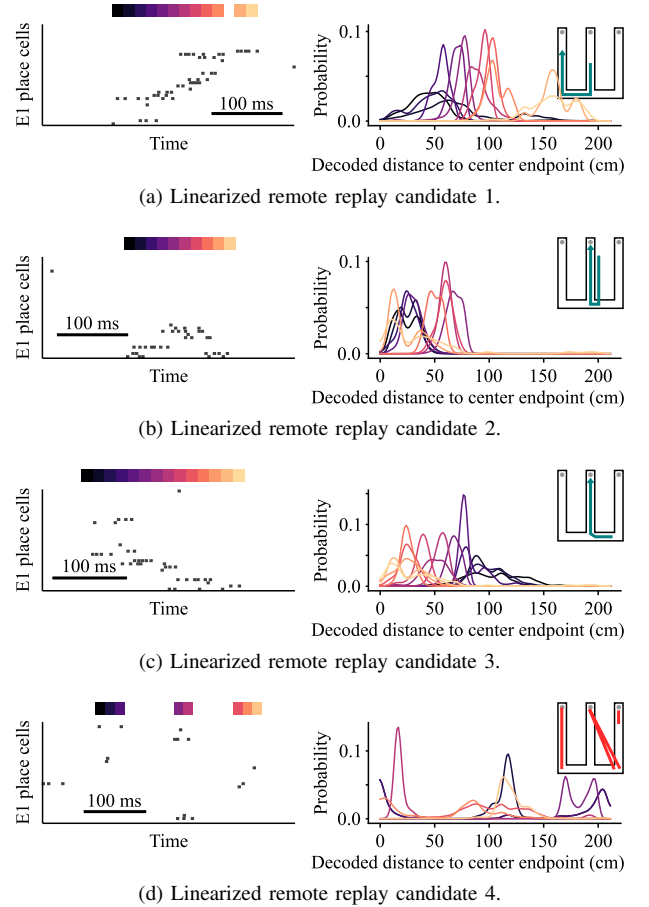 E1 place cells
100 ms
Time
Probability
0.0
0.1
0 50 100 150 200
Decoded distance to center endpoint (cm)
(a) Linearized remote replay candidate 1.
E1 place cells
100 ms
Time
Probability
0.1
0.0
0 50 100 150 200
Decoded distance to center endpoint (cm)
(b) Linearized remote replay candidate 2.
E1 place cells
100 ms
Time
Probability
0.1
0.0
0 50 100 150 200
Decoded distance to center endpoint (cm)
(c) Linearized remote replay candidate 3.
E1 place cells
100 ms
Time
Probability
0.1
0.0
0 50 100 150 200
Decoded distance to center endpoint (cm)
(d) Linearized remote replay candidate 4.